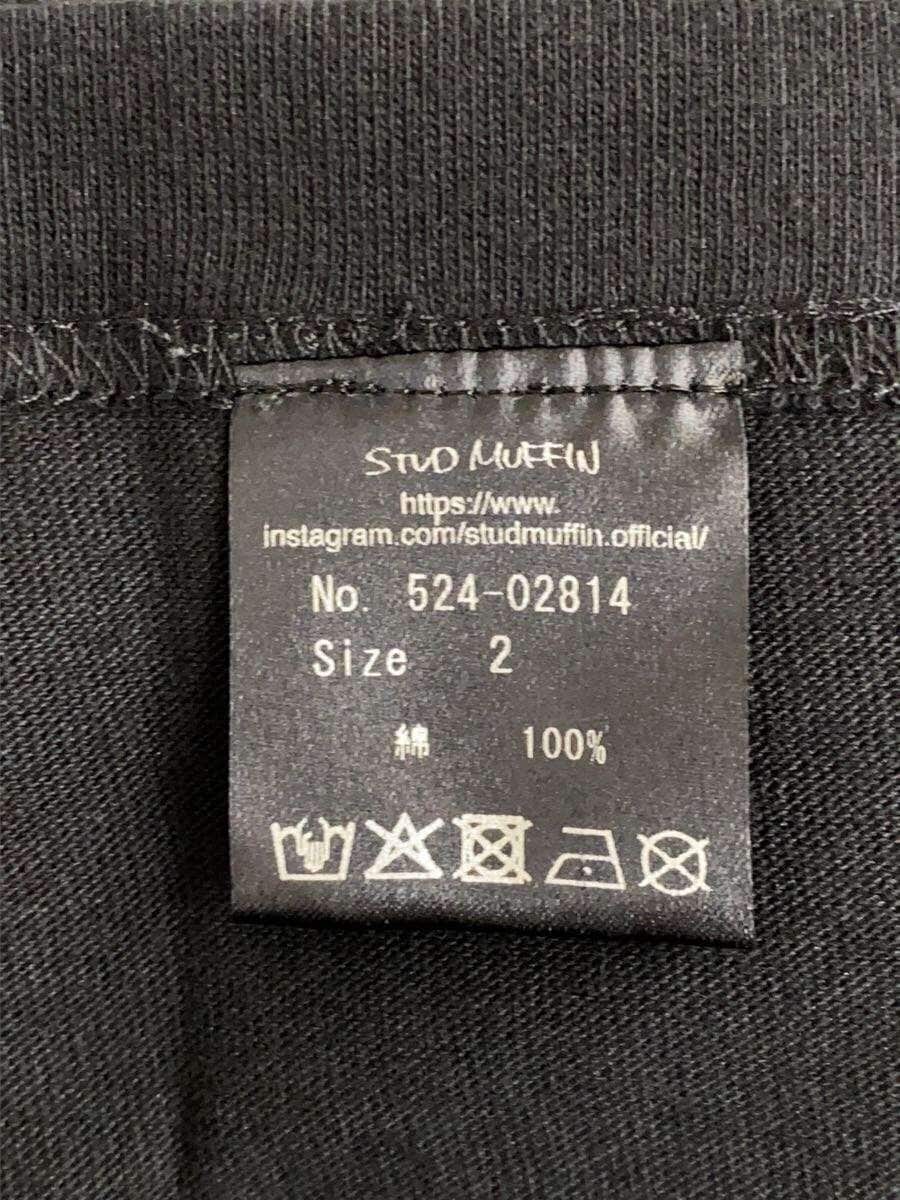 STUD MUFFIN
https://www.
instagram.com/studmuffin.official/
No. 524-02814
Size 2
綿 100%